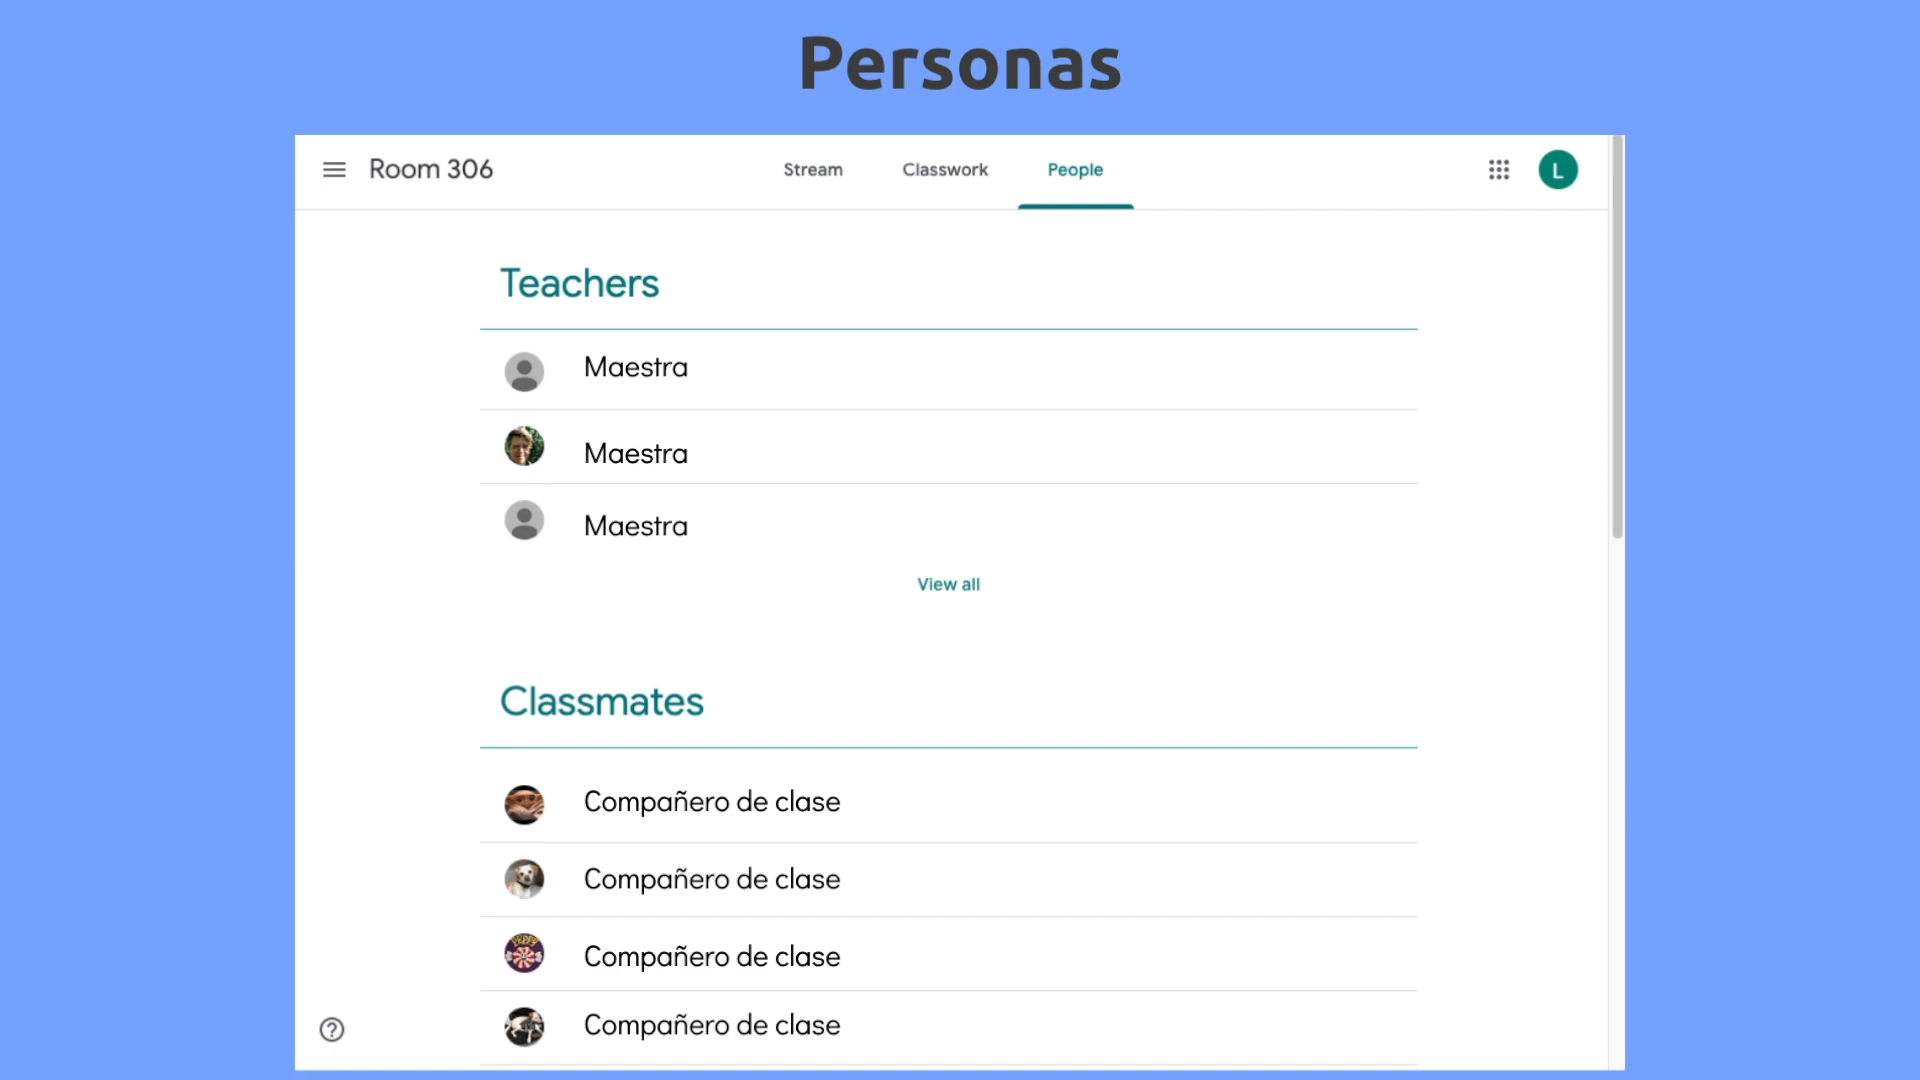 Personas
Room 306
Stream
Classwork
People
L
Teachers
Maestra
Maestra
Maestra
View all
Classmates
Compañero de clase
Compañero de clase
Compañero de clase
Compañero de clase